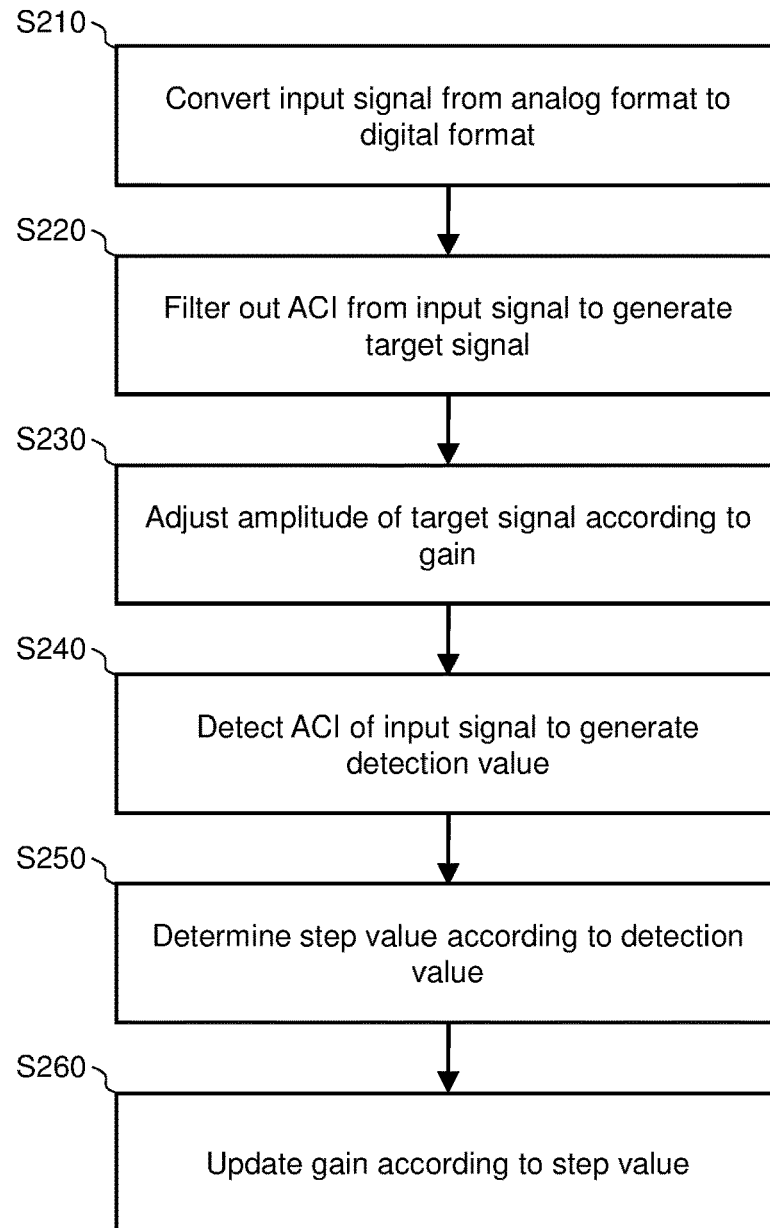 S210
Convert input signal from analog format to
digital format
S220
Filter out ACI from input signal to generate
target signal
S230
Adjust amplitude of target signal according to
gain
S240
Detect ACI of input signal to generate
detection value
S250
Determine step value according to detection
value
S260
Update gain according to step value